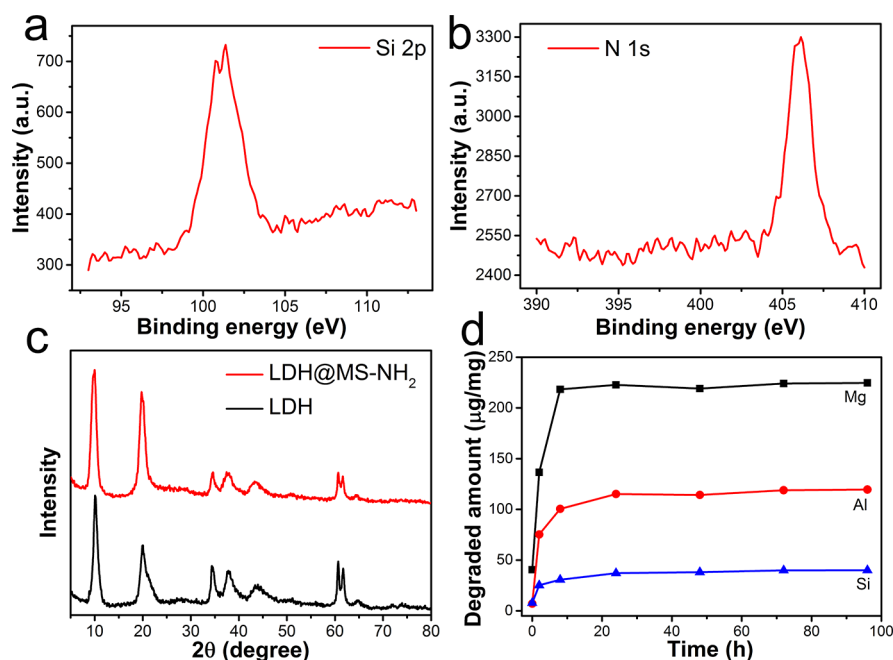 a
Si 2p
700
600
500
400
300
Intensity (a.u.)
95
100
105
110
Binding energy (eV)
b
N 1s
3300
3150
3000
2850
2700
2550
2400
Intensity (a.u.)
390
395
400
405
410
Binding energy (eV)
c
LDH@MS-NH₂
LDH
Intensity
10
20
30
40
50
60
70
80
2θ (degree)
d
250
200
150
100
50
0
Degraded amount (μg/mg)
Mg
Al
Si
0
20
40
60
80
100
Time (h)